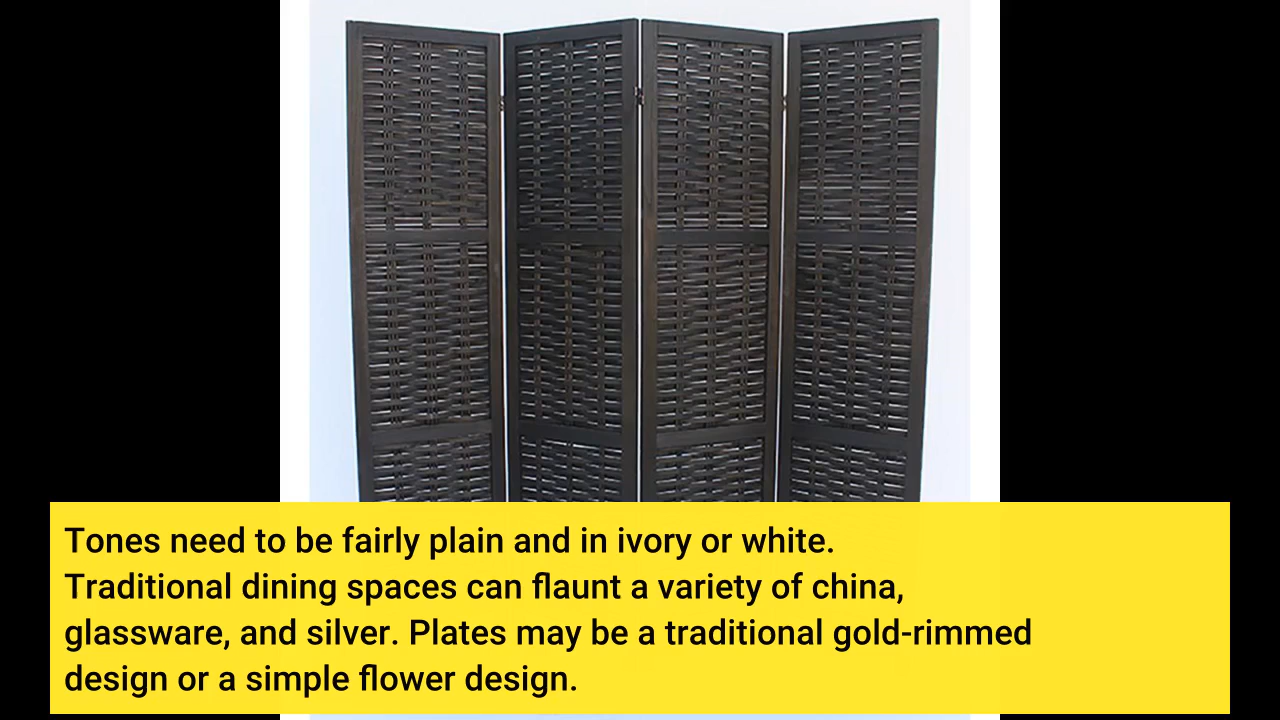 Tones need to be fairly plain and in ivory or white.
Traditional dining spaces can flaunt a variety of china,
glassware, and silver. Plates may be a traditional gold-rimmed
design or a simple flower design.